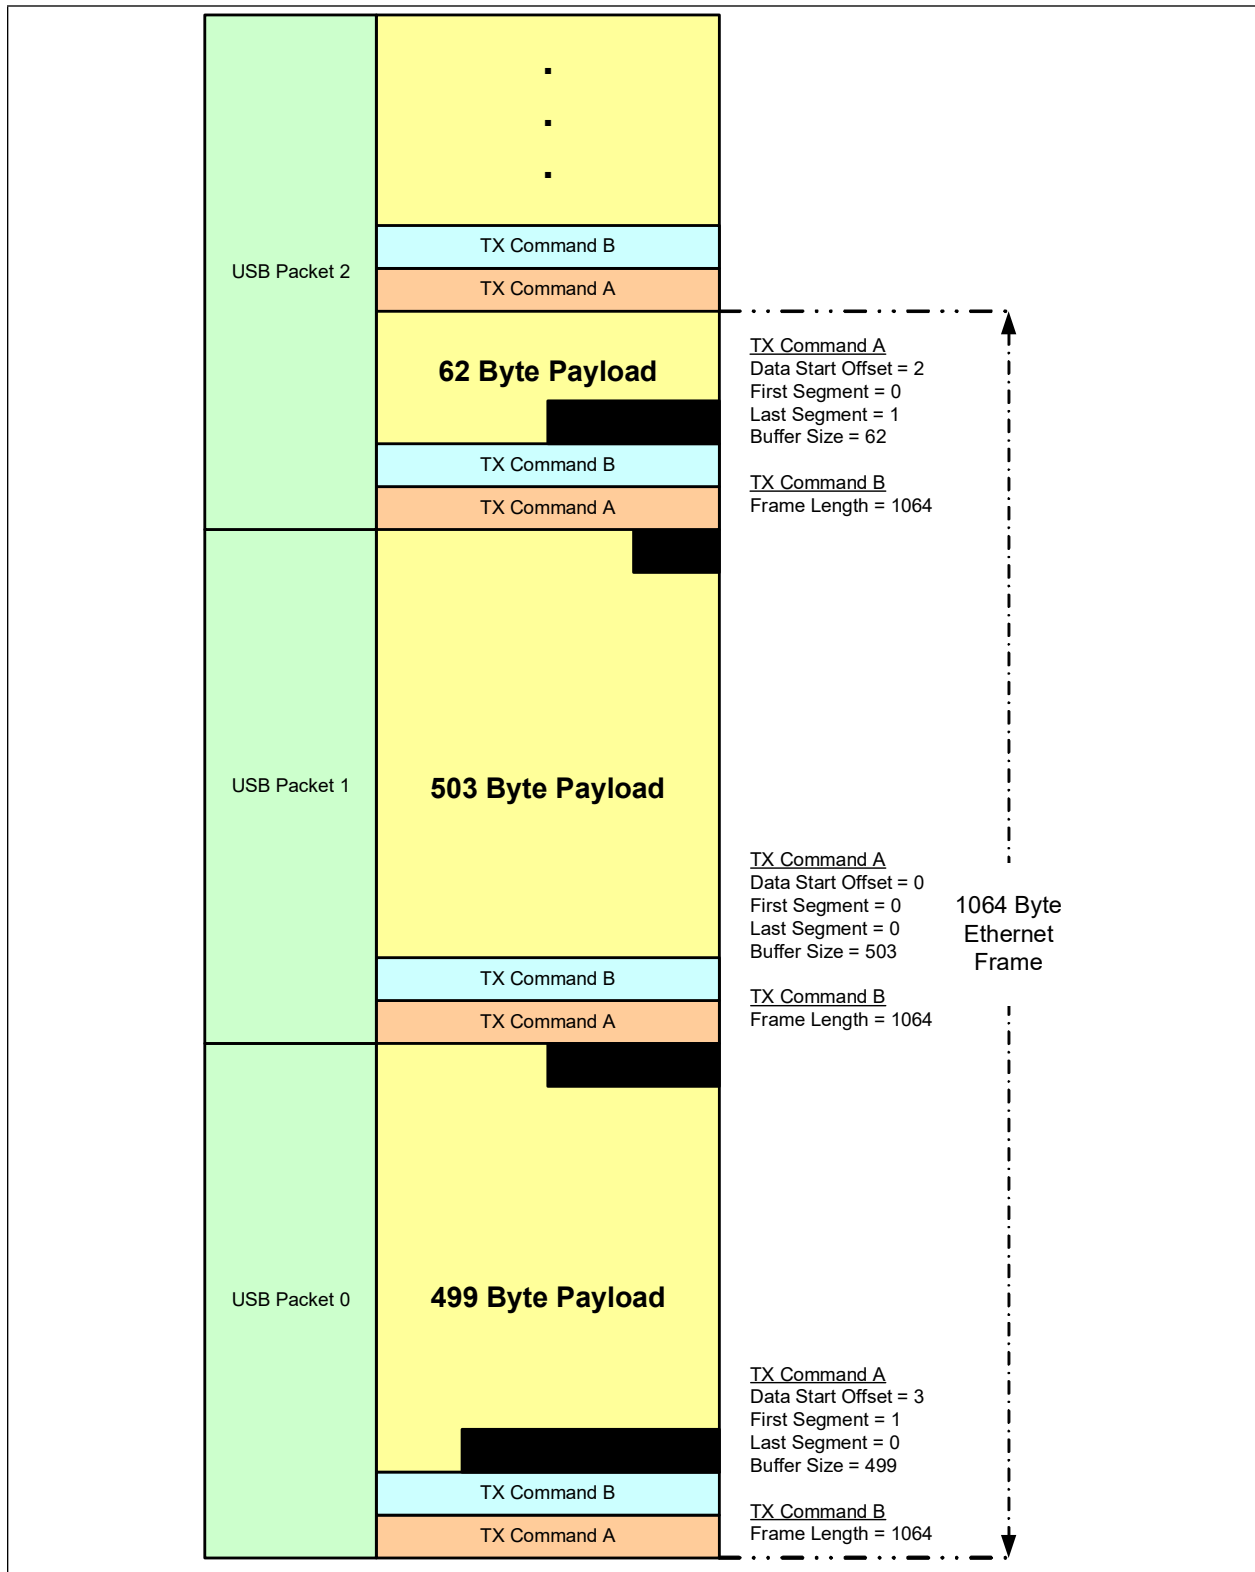 USB Packet 2
TX Command B
TX Command A
62 Byte Payload
TX Command A
Data Start Offset = 2
First Segment = 0
Last Segment = 1
Buffer Size = 62
TX Command B
TX Command B
Frame Length = 1064
TX Command A
USB Packet 1
503 Byte Payload
TX Command A
Data Start Offset = 0
First Segment = 0
Last Segment = 0
Buffer Size = 503
1064 Byte
Ethernet
Frame
TX Command B
TX Command B
Frame Length = 1064
TX Command A
USB Packet 0
499 Byte Payload
TX Command A
Data Start Offset = 3
First Segment = 1
Last Segment = 0
Buffer Size = 499
TX Command B
TX Command B
Frame Length = 1064
TX Command A